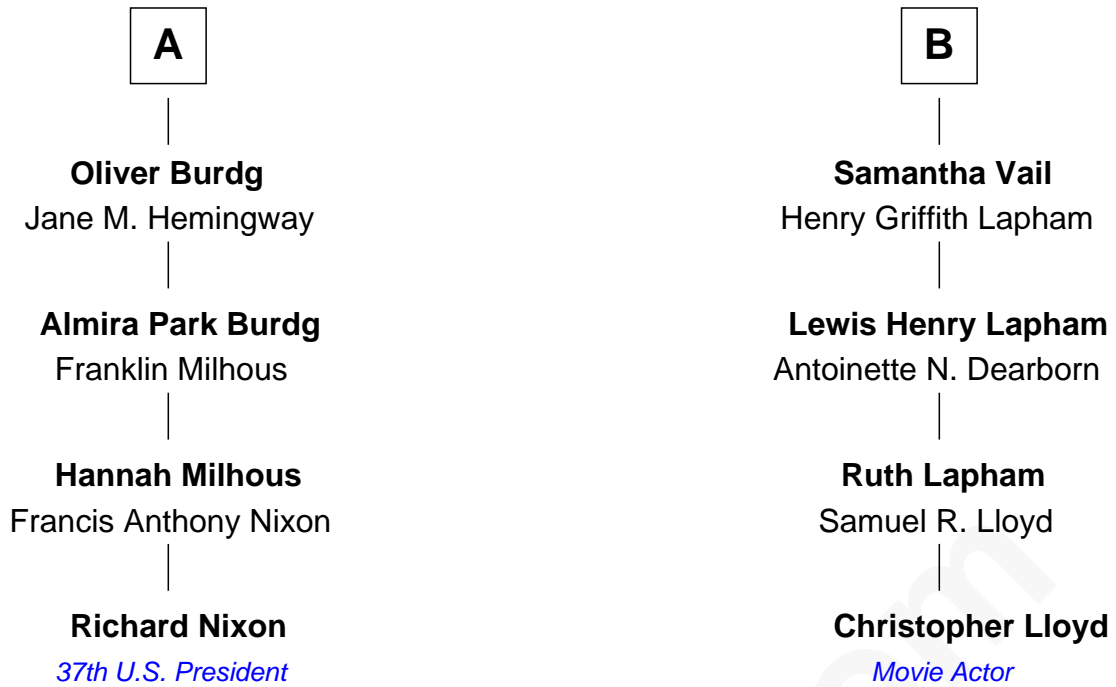 A
Oliver Burdg
Jane M. Hemingway
Almira Park Burdg
Franklin Milhous
Hannah Milhous
Francis Anthony Nixon
Richard Nixon
37th U.S. President
B
Samantha Vail
Henry Griffith Lapham
Lewis Henry Lapham
Antoinette N. Dearborn
Ruth Lapham
Samuel R. Lloyd
Christopher Lloyd
Movie Actor